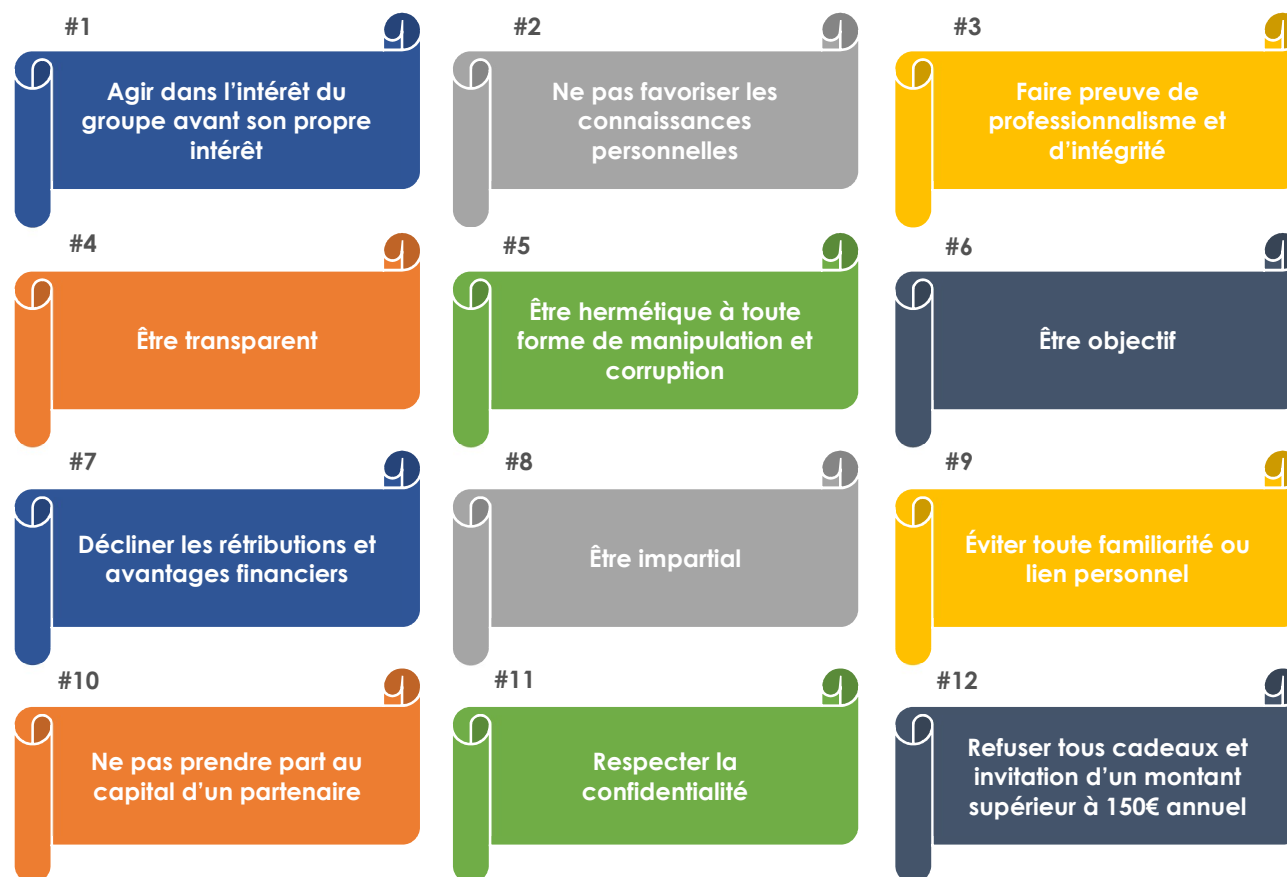 #1
Agir dans l’intérêt du
groupe avant son propre
intérêt
#2
Ne pas favoriser les
connaissances
personnelles
#3
Faire preuve de
professionnalisme et
d’intégrité
#4
Être transparent
#5
Être hermétique à toute
forme de manipulation et
corruption
#6
Être objectif
#7
Décliner les rétributions et
avantages financiers
#8
Être impartial
#9
Éviter toute familiarité ou
lien personnel
#10
Ne pas prendre part au
capital d’un partenaire
#11
Respecter la
confidentialité
#12
Refuser tous cadeaux et
invitation d’un montant
supérieur à 150€ annuel